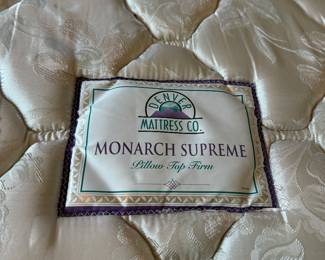 DENVER
MATTRESS CO.
MONARCH SUPREME
Pillow Top Firm